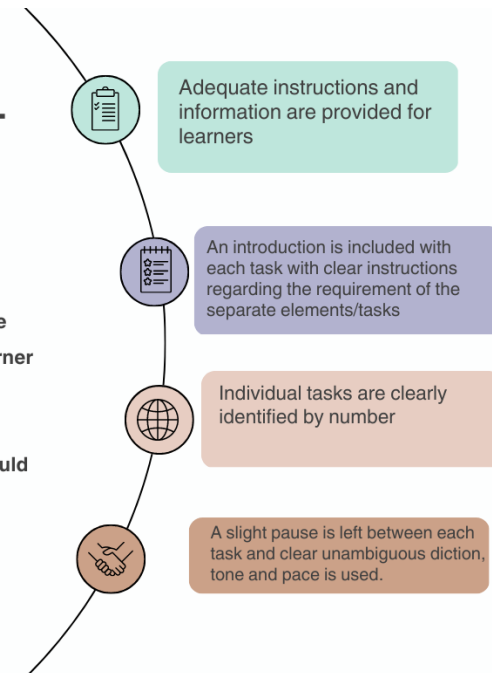 Adequate instructions and
information are provided for
learners
An introduction is included with
each task with clear instructions
regarding the requirement of the
separate elements/tasks
Individual tasks are clearly
identified by number
A slight pause is left between each
task and clear unambiguous diction,
tone and pace is used.